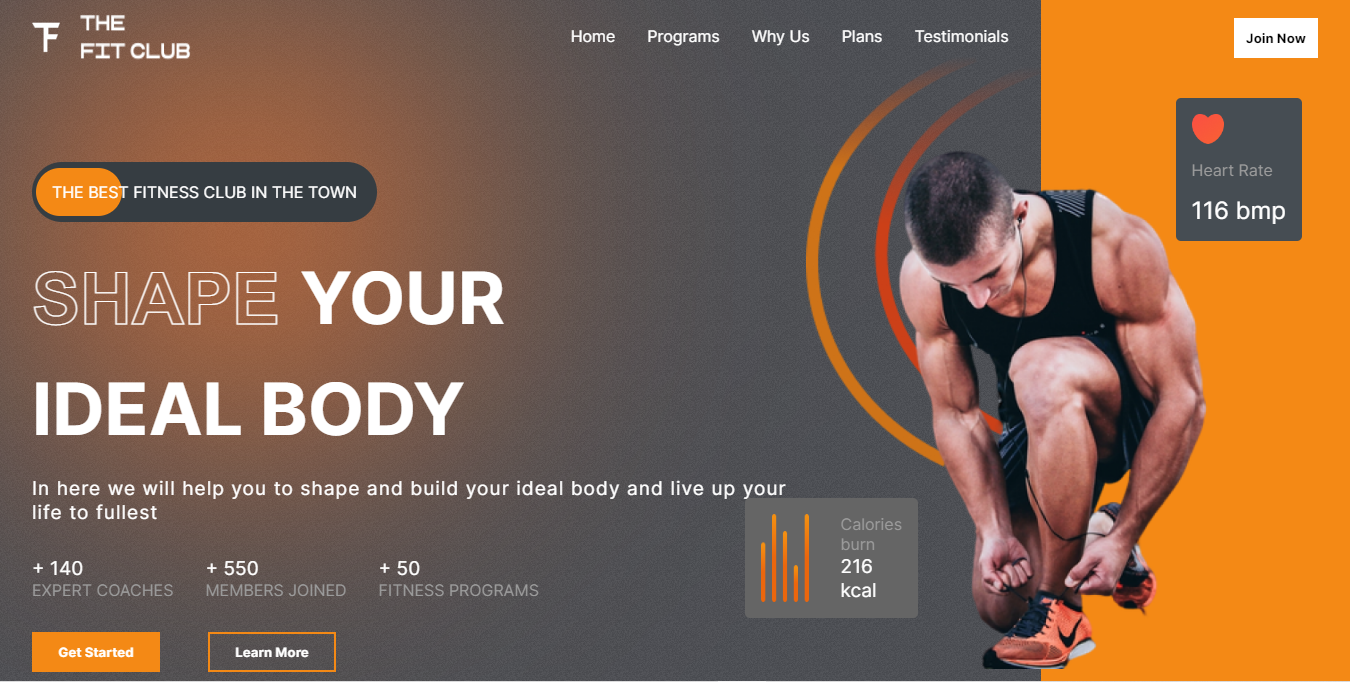 THE
FIT CLUB
Home Programs Why Us Plans Testimonials
Join Now
Heart Rate
116 bmp
THE BEST FITNESS CLUB IN THE TOWN
SHAPE YOUR
IDEAL BODY
In here we will help you to shape and build your ideal body and live up your
life to fullest
Calories
burn
216
kcal
+ 140
EXPERT COACHES
+ 550
MEMBERS JOINED
+ 50
FITNESS PROGRAMS
Get Started
Learn More